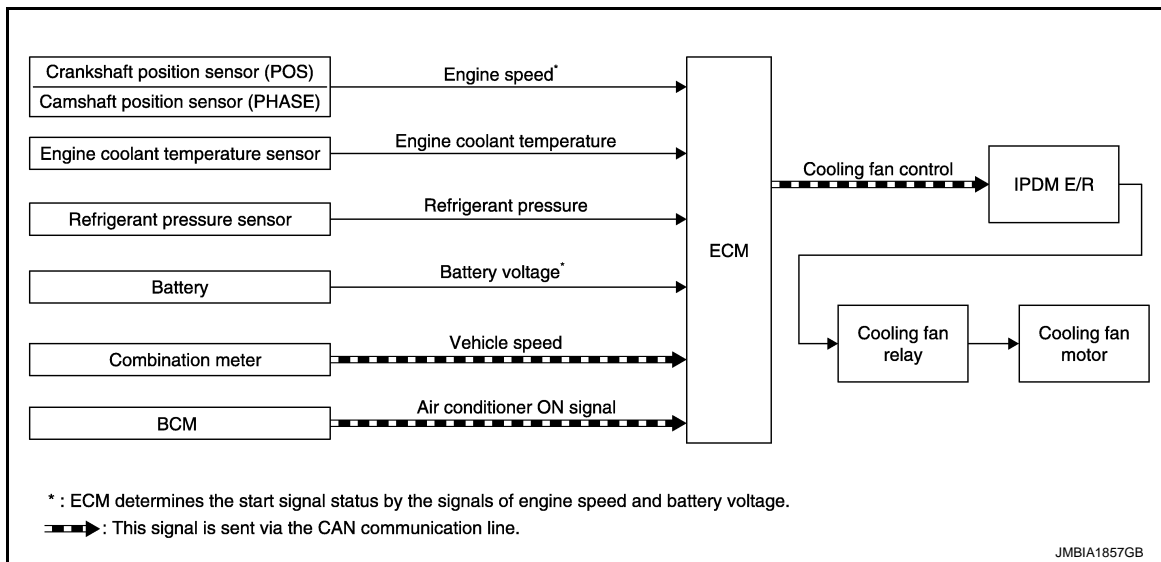 Crankshaft position sensor (POS)
Camshaft position sensor (PHASE)
Engine speed*
Engine coolant temperature sensor
Engine coolant temperature
Refrigerant pressure sensor
Refrigerant pressure
Battery
Battery voltage*
Combination meter
Vehicle speed
BCM
Air conditioner ON signal
ECM
Cooling fan control
IPDM E/R
Cooling fan
relay
Cooling fan
motor
* : ECM determines the start signal status by the signals of engine speed and battery voltage.
: This signal is sent via the CAN communication line.
JMBIA1857GB